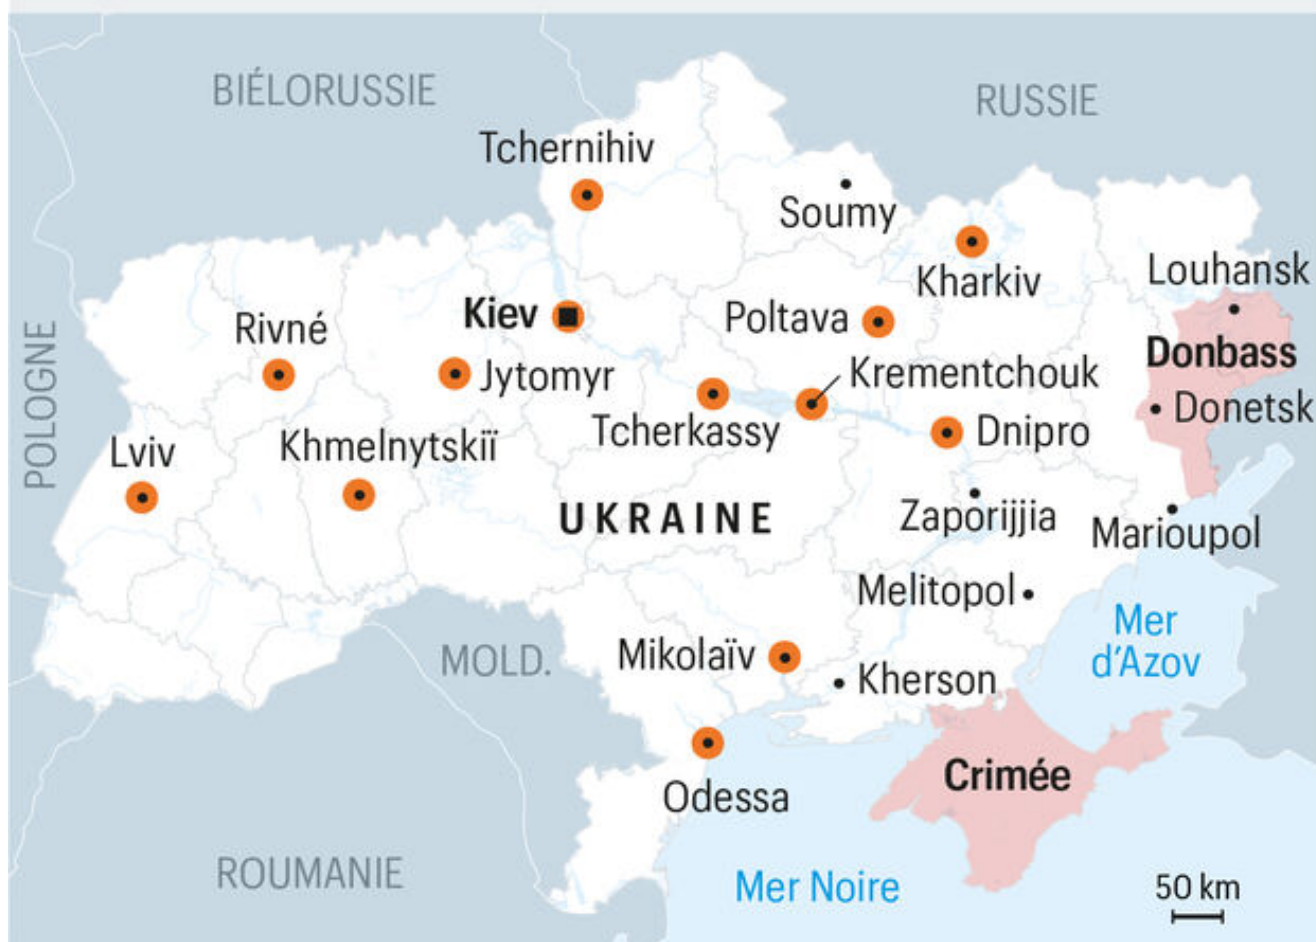 BIÉLORUSSIE
RUSSIE
Tchernihiv
Soumy
Kharkiv
Louhansk
Kiev
Poltava
Rivné
Donbass
POLOGNE
Jytomyr
Krementchouk
Donetsk
Tcherkassy
Dnipro
Lviv
Khmelnytskiï
UKRAINE
Zaporijjia
Marioupol
Melitopol
Mer
d'Azov
MOLD.
Mikolaïv
Kherson
Crimée
Odessa
ROUMANIE
Mer Noire
50 km